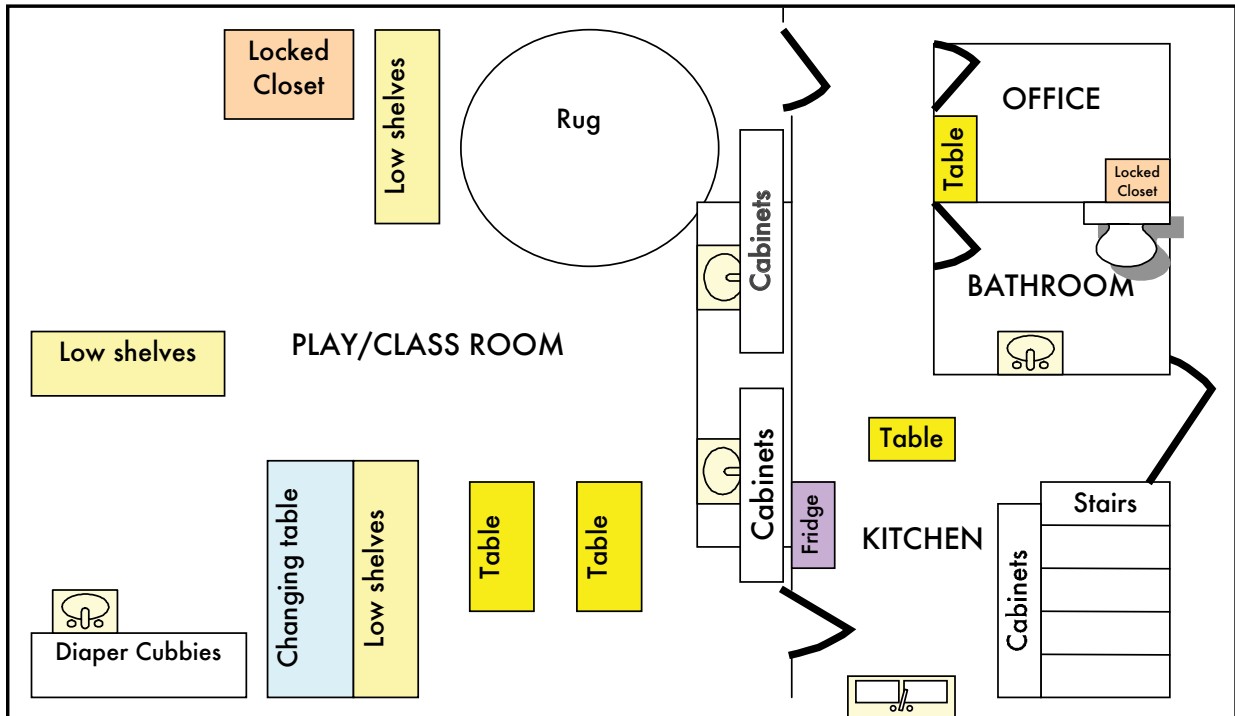 Locked
Closet
Low shelves
Rug
OFFICE
Table
Locked
Closet
Cabinets
BATHROOM
Low shelves
PLAY/CLASS ROOM
Cabinets
Table
Changing table
Low shelves
Table
Table
Fridge
KITCHEN
Stairs
Cabinets
Diaper Cubbies